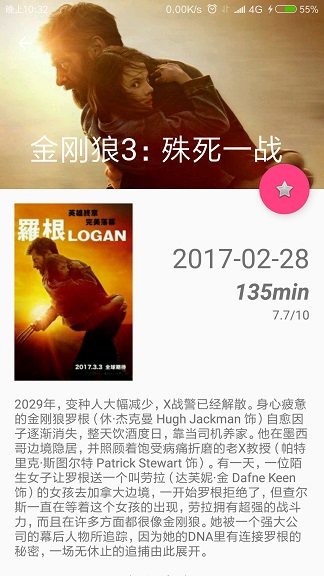 晚上10:32
0.00K/s
4G
55%
金刚狼3：殊死一战
英雄終章
完美落幕
羅根 LOGAN
2017.3.3 全球期待
2017-02-28
135min
7.7/10
2029年，变种人大幅减少，X战警已经解散。身心疲惫
的金刚狼罗根（休·杰克曼 Hugh Jackman 饰）自愈因
子逐渐消失，整天饮酒度日，靠当司机养家。他在墨西
哥边境隐居，并照顾着饱受病痛折磨的老X教授（帕特
里克·斯图尔特 Patrick Stewart 饰）。有一天，一位陌
生女子让罗根送一个叫劳拉（达芙妮·金 Dafne Keen
饰）的女孩去加拿大边境，一开始罗根拒绝了，但查尔
斯一直在等着这个女孩的出现，劳拉拥有超强的战斗
力，而且在许多方面都很像金刚狼。她被一个强大公
司的幕后人物所追踪，因为她的DNA里有连接罗根的
秘密，一场无休止的追捕由此展开。